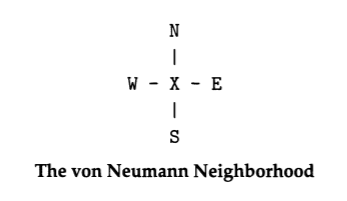 N
|
W - X - E
|
S
The von Neumann Neighborhood